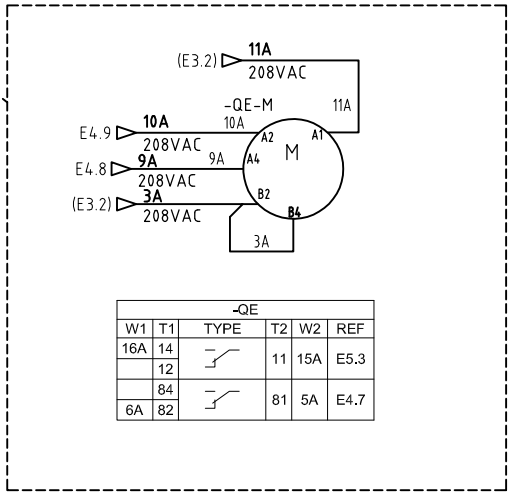 (E3.2) 11A
208VAC
-QE-M 11A
E4.9 10A 10A
208VAC
A2 A1
M
E4.8 9A 9A A4
208VAC
(E3.2) 3A B2
208VAC
B4
3A
-QE
W1 T1 TYPE T2 W2 REF
16A 14
11 15A E5.3
12
84
81 5A E4.7
6A 82